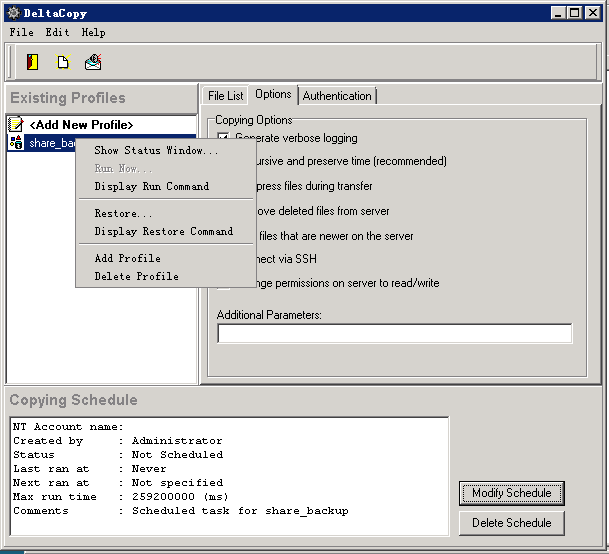 DeltaCopy
File Edit Help
Existing Profiles
<Add New Profile>
share_bac
Show Status Window...
Run Now...
Display Run Command
Restore...
Display Restore Command
Add Profile
Delete Profile
File List Options Authentication
Copying Options
Generate verbose logging
ursive and preserve time (recommended)
press files during transfer
ove deleted files from server
files that are newer on the server
nect via SSH
nge permissions on server to read/write
Additional Parameters:
Copying Schedule
NT Account name:
Created by : Administrator
Status : Not Scheduled
Last ran at : Never
Next ran at : Not specified
Max run time : 259200000 (ms)
Comments : Scheduled task for share_backup
Modify Schedule
Delete Schedule